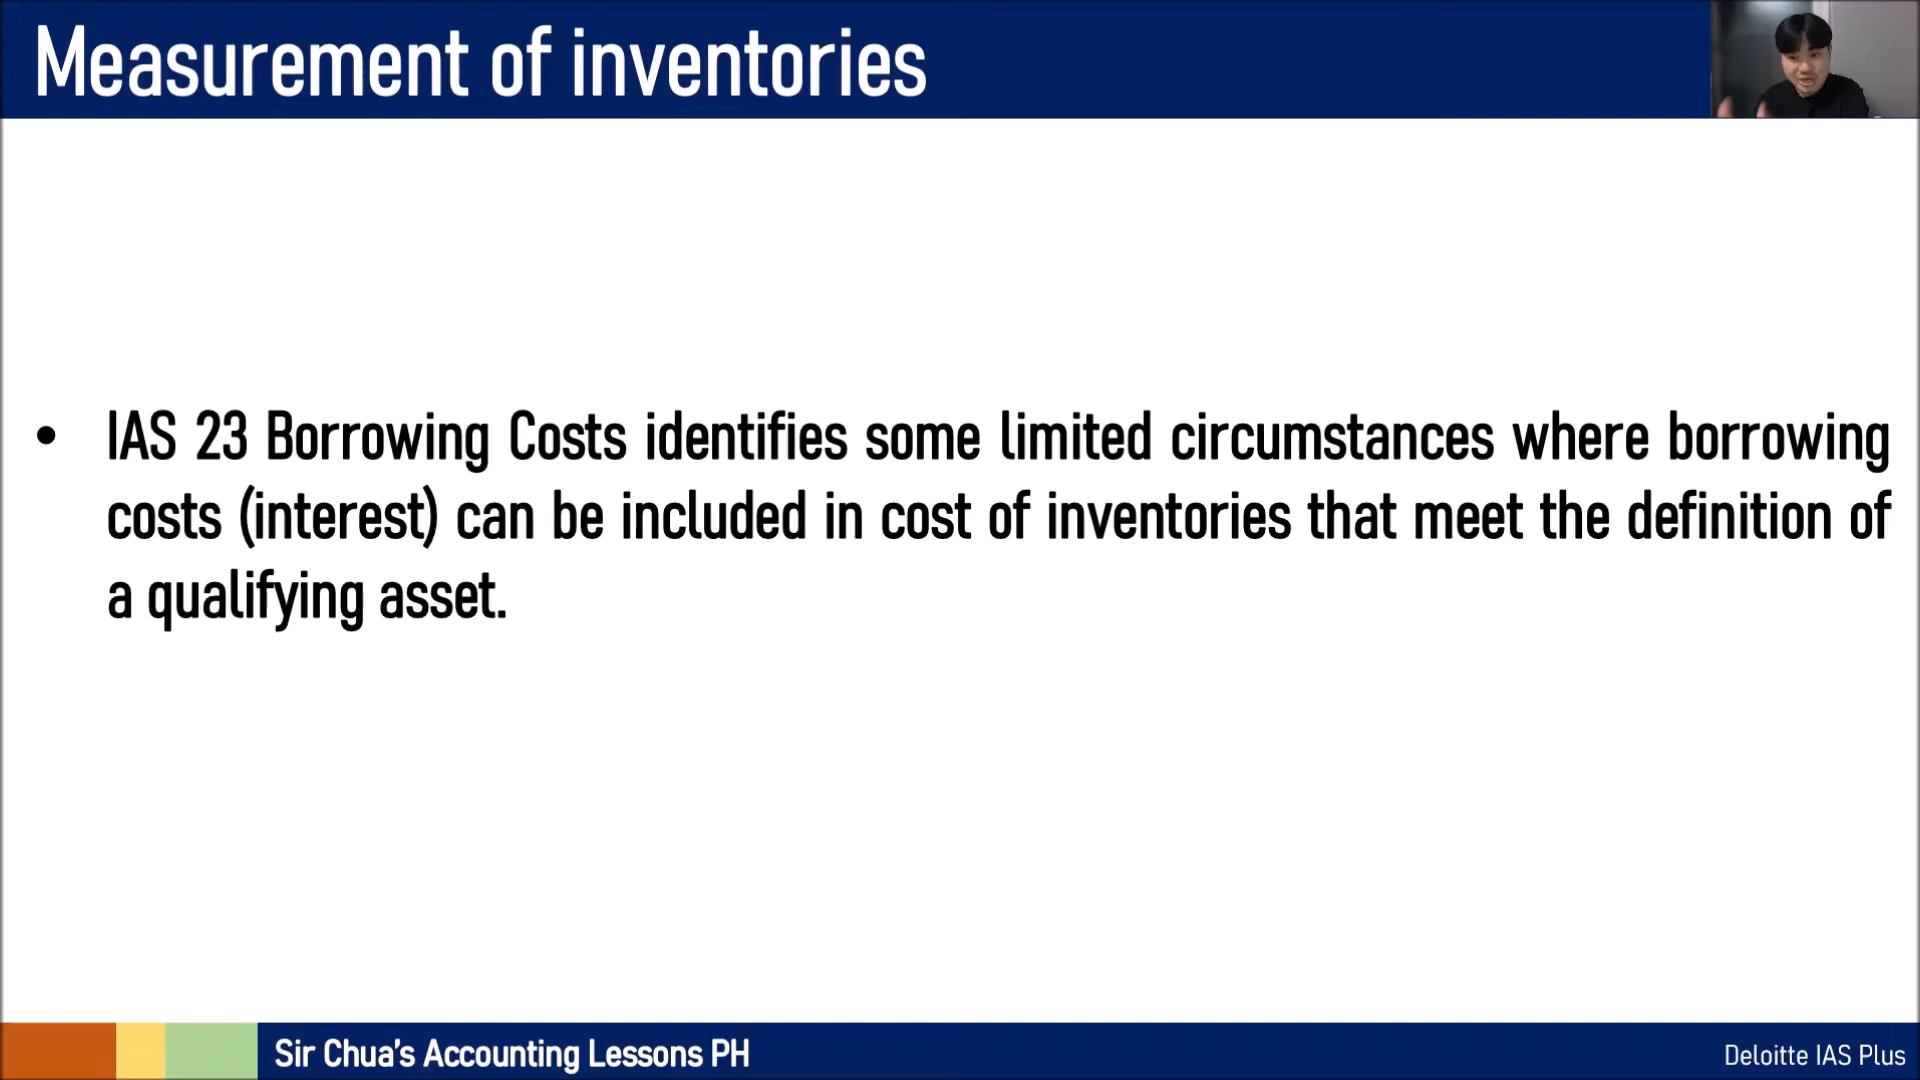 Measurement of inventories
• IAS 23 Borrowing Costs identifies some limited circumstances where borrowing
costs (interest) can be included in cost of inventories that meet the definition of
a qualifying asset.
Sir Chua's Accounting Lessons PH
Deloitte IAS Plus